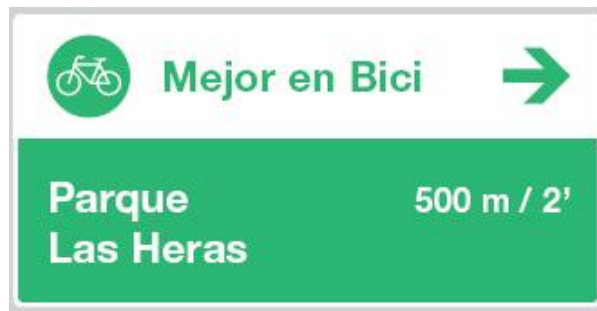 Mejor en Bici
Parque 500 m / 2’
Las Heras